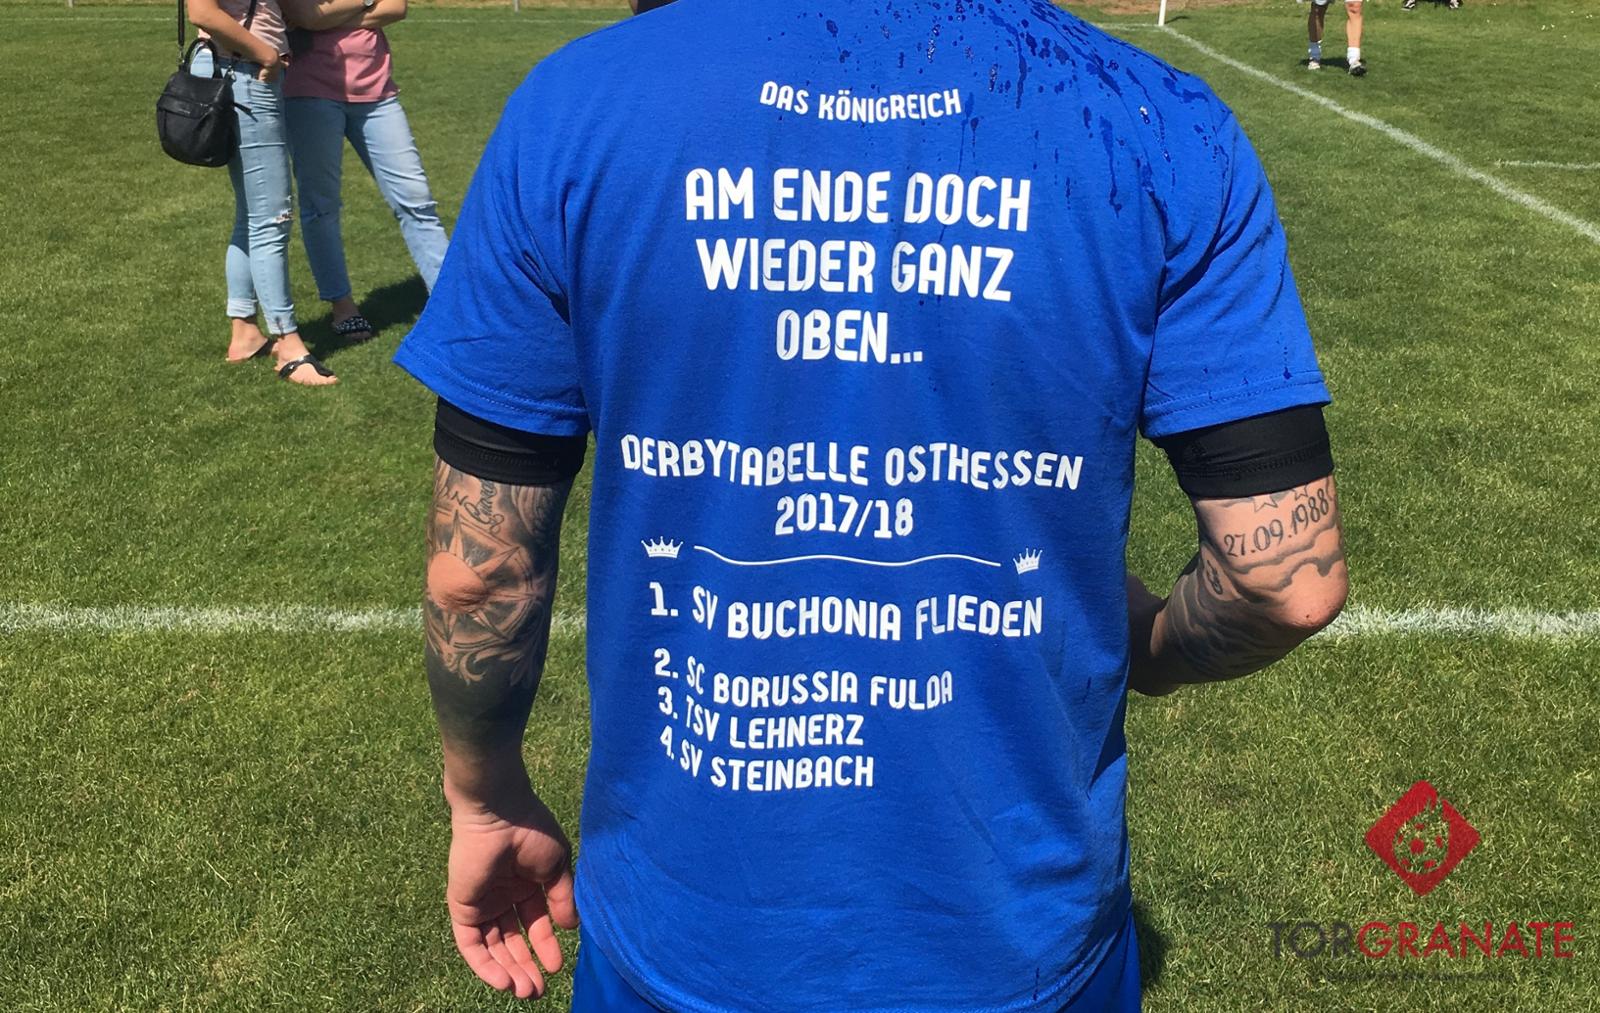 DAS KÖNIGREICH
AM ENDE DOCH
WIEDER GANZ
OBEN...
DERBYTABELLE OSTHESSEN
2017/18
1. SV BUCHONIA FLIEDEN
2. SC BORUSSIA FULDA
3. TSV LEHNERZ
4. SV STEINBACH
27.09.1988
TORGRANATE